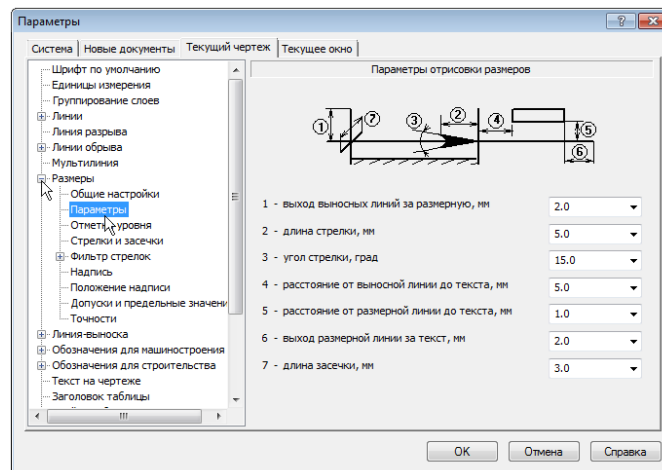 Параметры
Система
Новые документы
Текущий чертеж
Текущее окно
Шрифт по умолчанию
Единицы измерения
Группирование слоев
Линии
Линия разрыва
Линии обрыва
Мультилиния
Размеры
Общие настройки
Параметры
Отметка уровня
Стрелки и засечки
Фильтр стрелок
Надпись
Положение надписи
Допуски и предельные значени
Точности
Линия-выноска
Обозначения для машиностроения
Обозначения для строительства
Текст на чертеже
Заголовок таблицы
Параметры отрисовки размеров
1 2 3 4 5 6 7
1 - выход выносных линий за размерную, мм 2.0
2 - длина стрелки, мм 5.0
3 - угол стрелки, град 15.0
4 - расстояние от выносной линии до текста, мм 5.0
5 - расстояние от размерной линии до текста, мм 1.0
6 - выход размерной линии за текст, мм 2.0
7 - длина засечки, мм 3.0
OK
Отмена
Справка